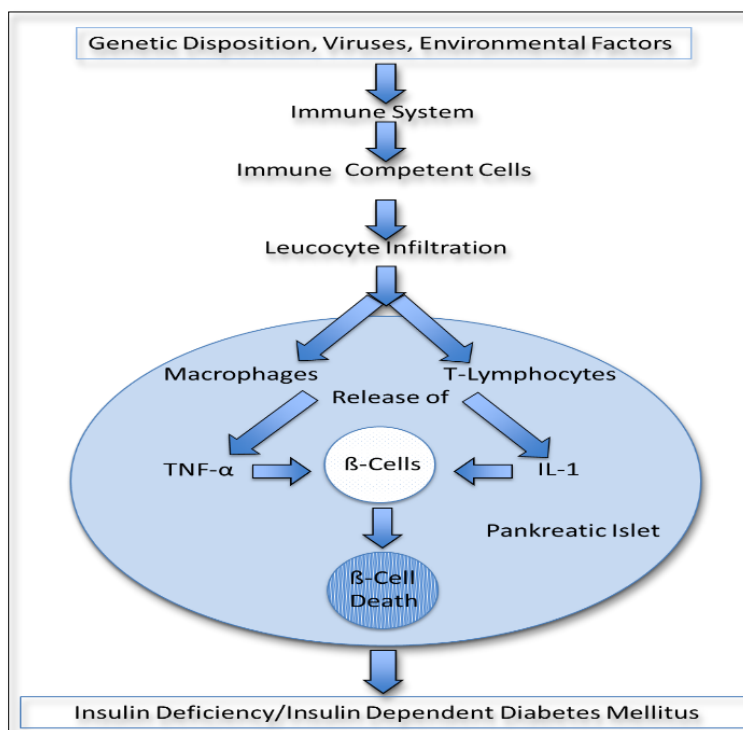 Genetic Disposition, Viruses, Environmental Factors
Immune System
Immune Competent Cells
Leucocyte Infiltration
Macrophages
T-Lymphocytes
Release of
TNF-α
ß-Cells
IL-1
Pankreatic Islet
ß-Cell
Death
Insulin Deficiency/Insulin Dependent Diabetes Mellitus